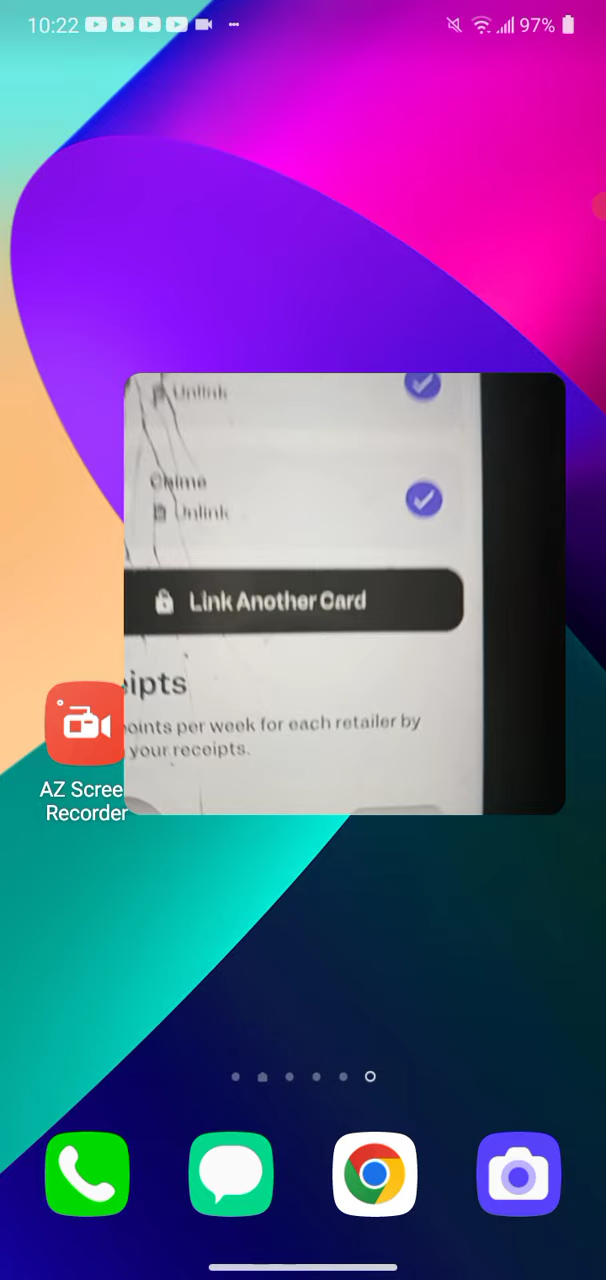 10:22
97%
Unlink
Chime
Unlink
Link Another Card
eipts
oints per week for each retailer by
your receipts.
AZ Scree
Recorder